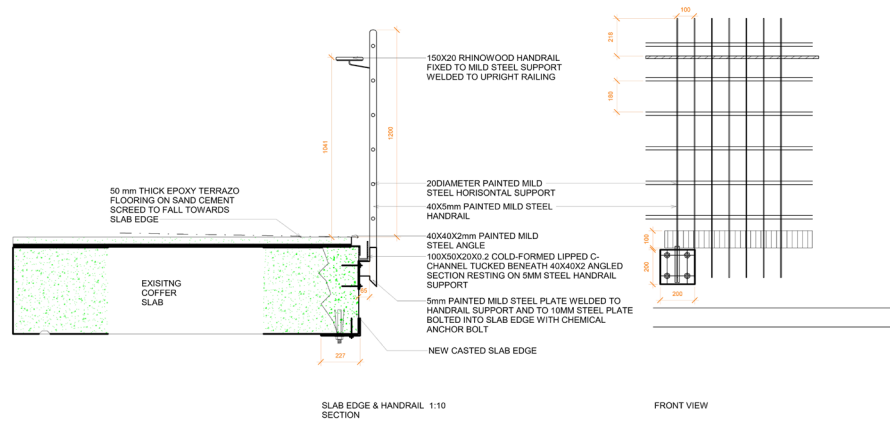 100
218
150X20 RHINOWOOD HANDRAIL
FIXED TO MILD STEEL SUPPORT
WELDED TO UPRIGHT RAILING
180
1200
1041
20DIAMETER PAINTED MILD
STEEL HORISONTAL SUPPORT
50 mm THICK EPOXY TERRAZO
FLOORING ON SAND CEMENT
SCREED TO FALL TOWARDS
SLAB EDGE
40X5mm PAINTED MILD STEEL
HANDRAIL
40X40X2mm PAINTED MILD
STEEL ANGLE
100
100X50X20X0.2 COLD-FORMED LIPPED C-
CHANNEL TUCKED BENEATH 40X40X2 ANGLED
SECTION RESTING ON 5MM STEEL HANDRAIL
SUPPORT
200
EXISITNG
COFFER
SLAB
65
200
5mm PAINTED MILD STEEL PLATE WELDED TO
HANDRAIL SUPPORT AND TO 10MM STEEL PLATE
BOLTED INTO SLAB EDGE WITH CHEMICAL
ANCHOR BOLT
NEW CASTED SLAB EDGE
227
SLAB EDGE & HANDRAIL 1:10
SECTION
FRONT VIEW